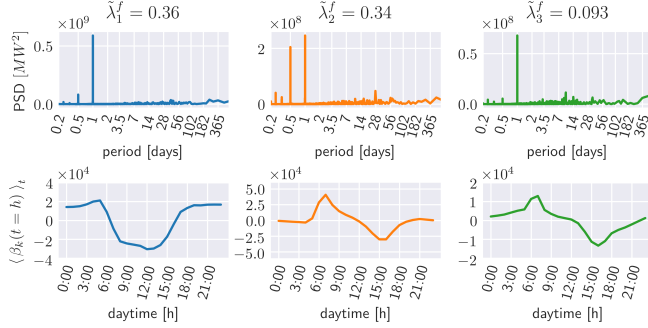 λ̃₁ᶠ = 0.36
λ̃₂ᶠ = 0.34
λ̃₃ᶠ = 0.093
×10⁹
×10⁸
×10⁸
PSD [MW²]
0.5
0.0
2
0
0.5
0.0
0.2 0.5 1 2 3.5 7 14 28 56 102 182 365
0.2 0.5 1 2 3.5 7 14 28 56 102 182 365
0.2 0.5 1 2 3.5 7 14 28 56 102 182 365
period [days]
period [days]
period [days]
×10⁴
×10⁴
×10⁴
⟨ βₖ(t = h) ⟩ₜ
4
2
0
−2
−4
5.0
2.5
0.0
−2.5
−5.0
2
1
0
−1
−2
0:00 3:00 6:00 9:00 12:00 15:00 18:00 21:00
0:00 3:00 6:00 9:00 12:00 15:00 18:00 21:00
0:00 3:00 6:00 9:00 12:00 15:00 18:00 21:00
daytime [h]
daytime [h]
daytime [h]